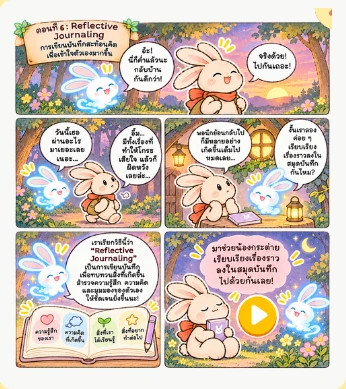 ตอนที่ 6 : Reflective
Journaling
การเขียนบันทึกสะท้อนคิด
เพื่อเข้าใจตัวเองมากขึ้น
อ๊ะ!
นี่ก็ค่ำแล้วนะ
กลับบ้าน
กันดีกว่า!
จริงด้วย!
ไปกันเถอะ!
วันนี้เธอ
ผ่านอะไร
มาเยอะเลย
เนอะ...
อื้ม...
มีทั้งเรื่องที่
ทำให้โกรธ
เสียใจ แล้วก็
ผิดหวัง
เลยล่ะ...
พอนึกย้อนกลับไป
ก็มีหลายอย่าง
เกิดขึ้นเต็มไป
หมดเลย...
งั้นเราลอง
ค่อย ๆ
เรียบเรียง
เรื่องราวลงใน
สมุดบันทึก
กันไหม?
เราเรียกวิธีนี้ว่า
"Reflective
Journaling"
เป็นการเขียนบันทึก
เพื่อทบทวนสิ่งที่เกิดขึ้น
สำรวจความรู้สึก ความคิด
และมุมมองของตัวเอง
ให้ชัดเจนยิ่งขึ้นนะ!
ความรู้สึก
ของเรา
ความคิด
ที่เกิดขึ้น
สิ่งที่เรา
ได้เรียนรู้
สิ่งที่อยาก
ทำต่อไป
มาช่วยน้องกระต่าย
เรียบเรียงเรื่องราว
ลงในสมุดบันทึก
ไปด้วยกันเลย!